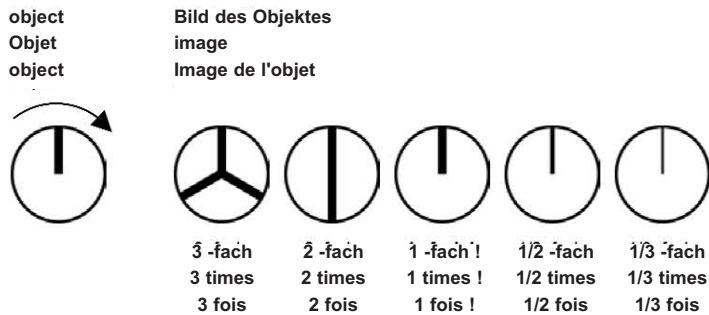 object Bild des Objektes
Objet image
object Image de l'objet
3 -fach 2 -fach 1 -fach ! 1/2 -fach 1/3 -fach
3 times 2 times 1 times ! 1/2 times 1/3 times
3 fois 2 fois 1 fois ! 1/2 fois 1/3 fois